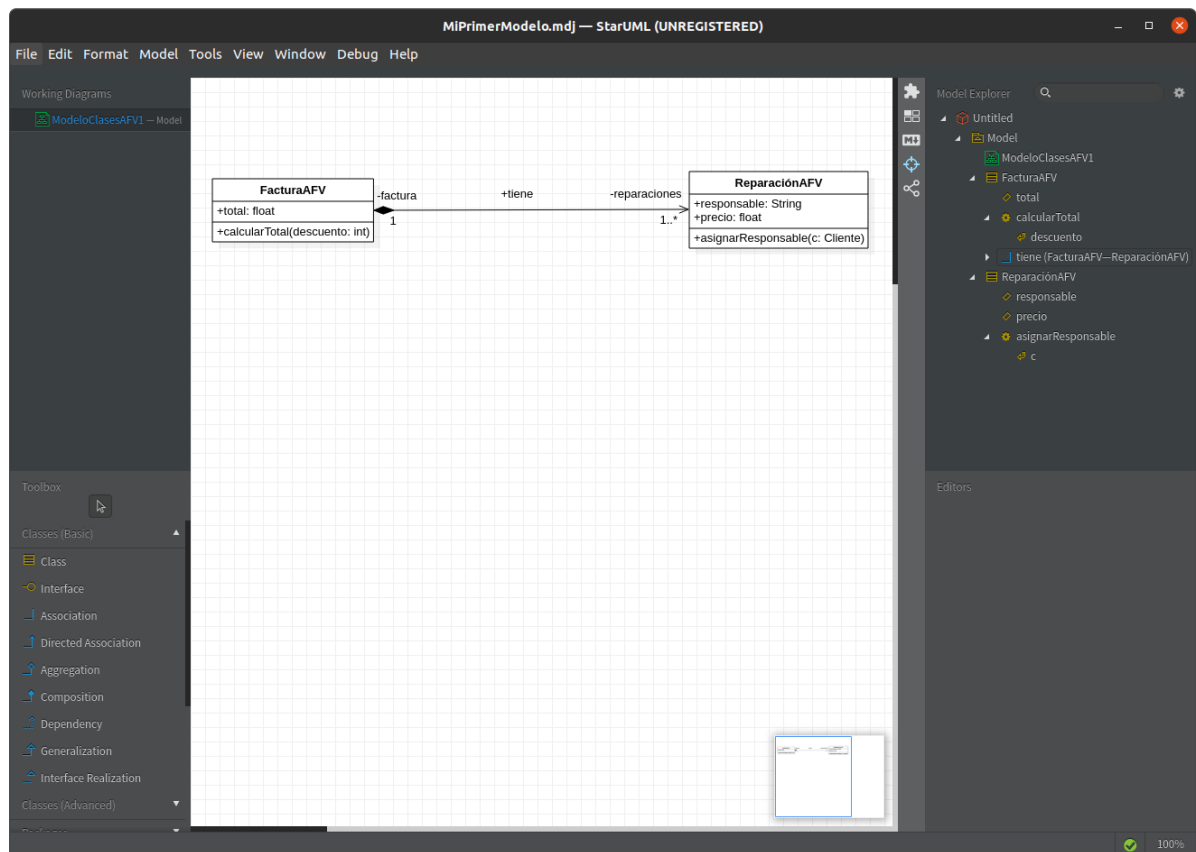 MiPrimerModelo.mdj — StarUML (UNREGISTERED)
File Edit Format Model Tools View Window Debug Help
Working Diagrams
ModeloClasesAFV1 — Model
Toolbox
Classes (Basic)
Class
Interface
Association
Directed Association
Aggregation
Composition
Dependency
Generalization
Interface Realization
Classes (Advanced)
FacturaAFV
+total: float
+calcularTotal(descuento: int)
-factura
1
+tiene
-reparaciones
1..*
ReparaciónAFV
+responsable: String
+precio: float
+asignarResponsable(c: Cliente)
M
Model Explorer
Untitled
Model
ModeloClasesAFV1
FacturaAFV
total
calcularTotal
descuento
tiene (FacturaAFV—ReparaciónAFV)
ReparaciónAFV
responsable
precio
asignarResponsable
c
Editors
100%